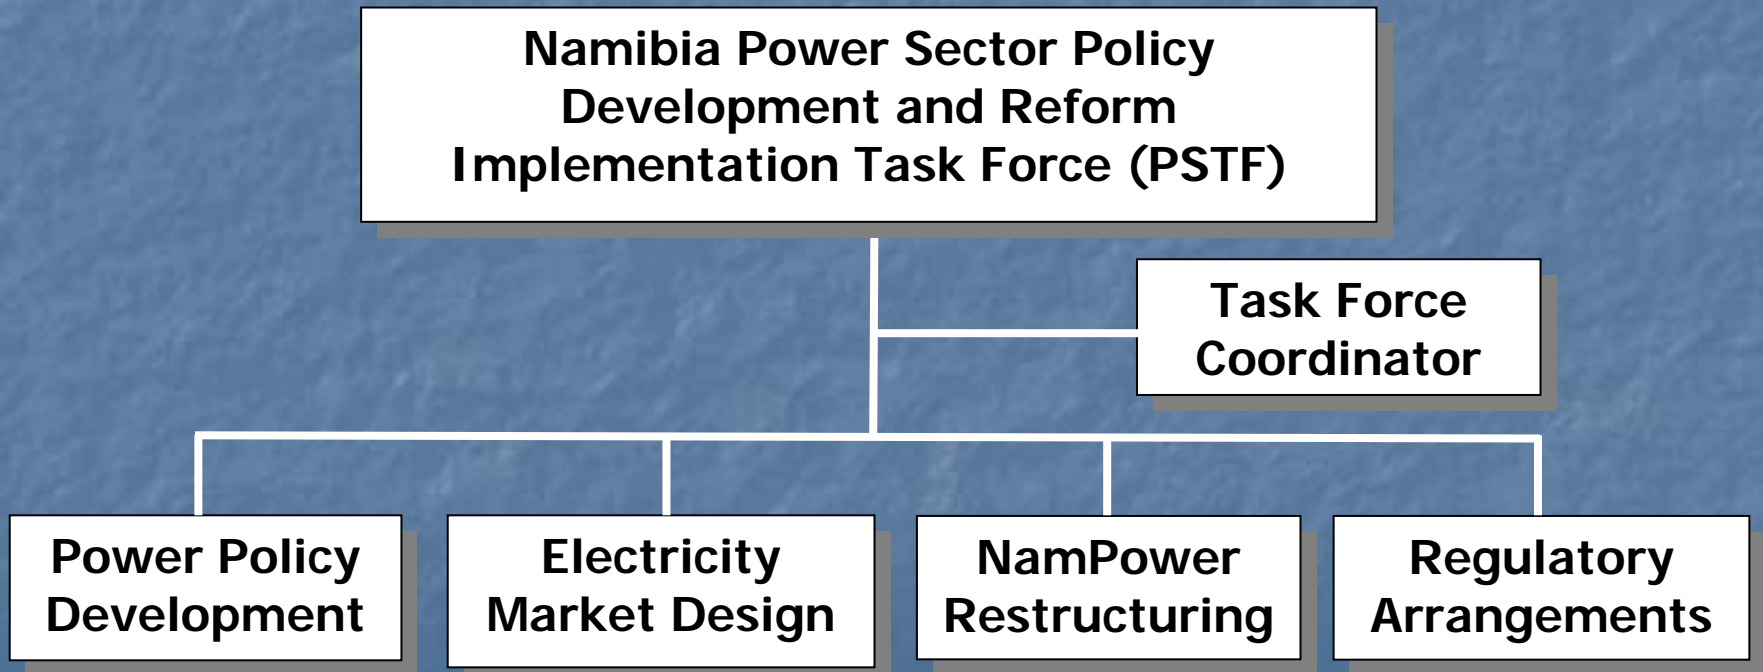 Namibia Power Sector Policy
Development and Reform
Implementation Task Force (PSTF)
Task Force
Coordinator
Power Policy
Development
Electricity
Market Design
NamPower
Restructuring
Regulatory
Arrangements